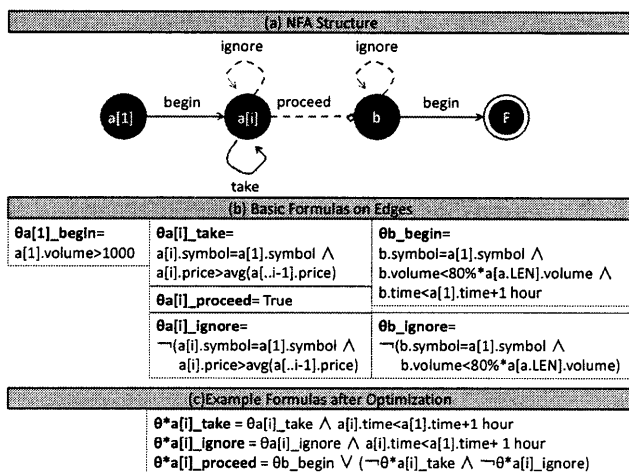 (a) NFA Structure
ignore
ignore
begin
proceed
begin
a[1]
a[i]
b
F
take
(b) Basic Formulas on Edges
θa[1]_begin=
a[1].volume>1000
θa[i]_take=
a[i].symbol=a[1].symbol ∧
a[i].price>avg(a[..i-1].price)
θa[i]_proceed= True
θa[i]_ignore=
¬(a[i].symbol=a[1].symbol ∧
a[i].price>avg(a[..i-1].price)
θb_begin=
b.symbol=a[1].symbol ∧
b.volume<80%*a[a.LEN].volume ∧
b.time<a[1].time+1 hour
θb_ignore=
¬(b.symbol=a[1].symbol ∧
b.volume<80%*a[a.LEN].volume)
(c)Example Formulas after Optimization
θ*a[i]_take = θa[i]_take ∧ a[i].time<a[1].time+1 hour
θ*a[i]_ignore = θa[i]_ignore ∧ a[i].time<a[1].time+ 1 hour
θ*a[i]_proceed = θb_begin ∨ (¬θ*a[i]_take ∧ ¬θ*a[i]_ignore)